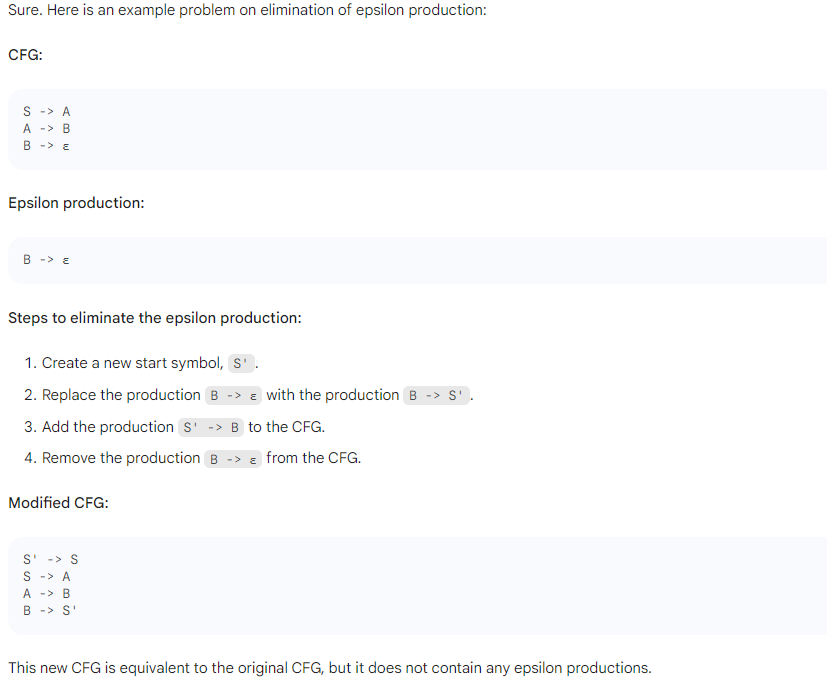 Sure. Here is an example problem on elimination of epsilon production:
CFG:
S -> A
A -> B
B -> ε
Epsilon production:
B -> ε
Steps to eliminate the epsilon production:
1. Create a new start symbol, S' .
2. Replace the production B -> ε with the production B -> S' .
3. Add the production S' -> B to the CFG.
4. Remove the production B -> ε from the CFG.
Modified CFG:
S' -> S
S -> A
A -> B
B -> S'
This new CFG is equivalent to the original CFG, but it does not contain any epsilon productions.